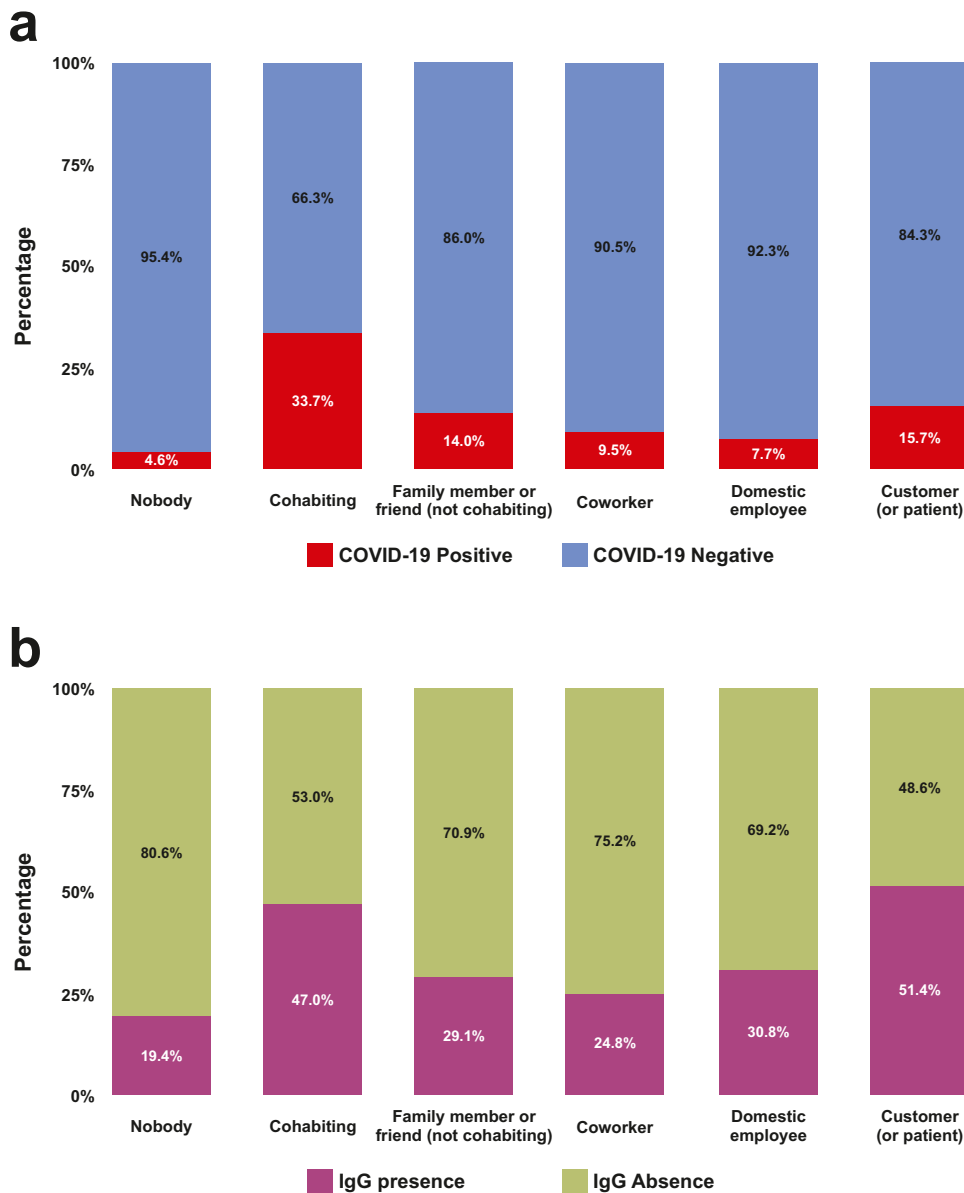 a
100%
75%
50%
25%
0%
Percentage
95.4%
4.6%
66.3%
33.7%
86.0%
14.0%
90.5%
9.5%
92.3%
7.7%
84.3%
15.7%
Nobody
Cohabiting
Family member or
friend (not cohabiting)
Coworker
Domestic
employee
Customer
(or patient)
COVID-19 Positive
COVID-19 Negative
b
100%
75%
50%
25%
0%
Percentage
80.6%
19.4%
53.0%
47.0%
70.9%
29.1%
75.2%
24.8%
69.2%
30.8%
48.6%
51.4%
Nobody
Cohabiting
Family member or
friend (not cohabiting)
Coworker
Domestic
employee
Customer
(or patient)
IgG presence
IgG Absence